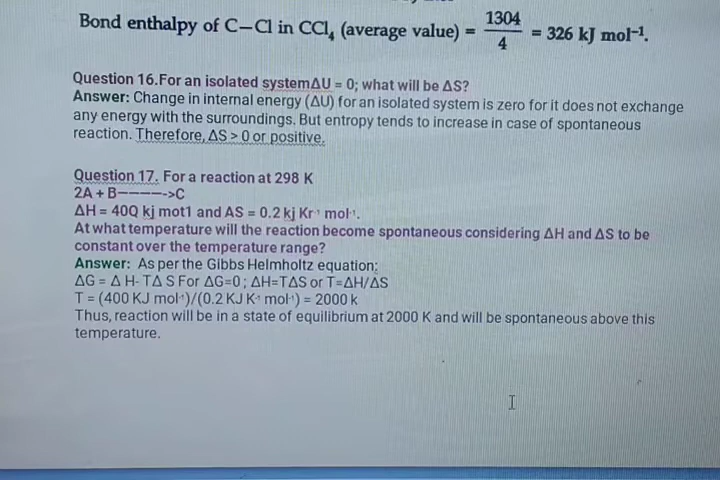 Bond enthalpy of C–Cl in CCl₄ (average value) = 1304/4 = 326 kJ mol⁻¹.
Question 16.For an isolated systemΔU = 0; what will be ΔS?
Answer: Change in internal energy (ΔU) for an isolated system is zero for it does not exchange
any energy with the surroundings. But entropy tends to increase in case of spontaneous
reaction. Therefore, ΔS > 0 or positive.
Question 17. For a reaction at 298 K
2A + B————->C
ΔH = 40Q kj mot1 and AS = 0.2 kj Kr⁻¹ mol⁻¹.
At what temperature will the reaction become spontaneous considering ΔH and ΔS to be
constant over the temperature range?
Answer: As per the Gibbs Helmholtz equation:
ΔG = Δ H- TΔ S For ΔG=0 ; ΔH=TΔS or T=ΔH/ΔS
T = (400 KJ mol⁻¹)/(0.2 KJ K⁻¹ mol⁻¹) = 2000 k
Thus, reaction will be in a state of equilibrium at 2000 K and will be spontaneous above this
temperature.